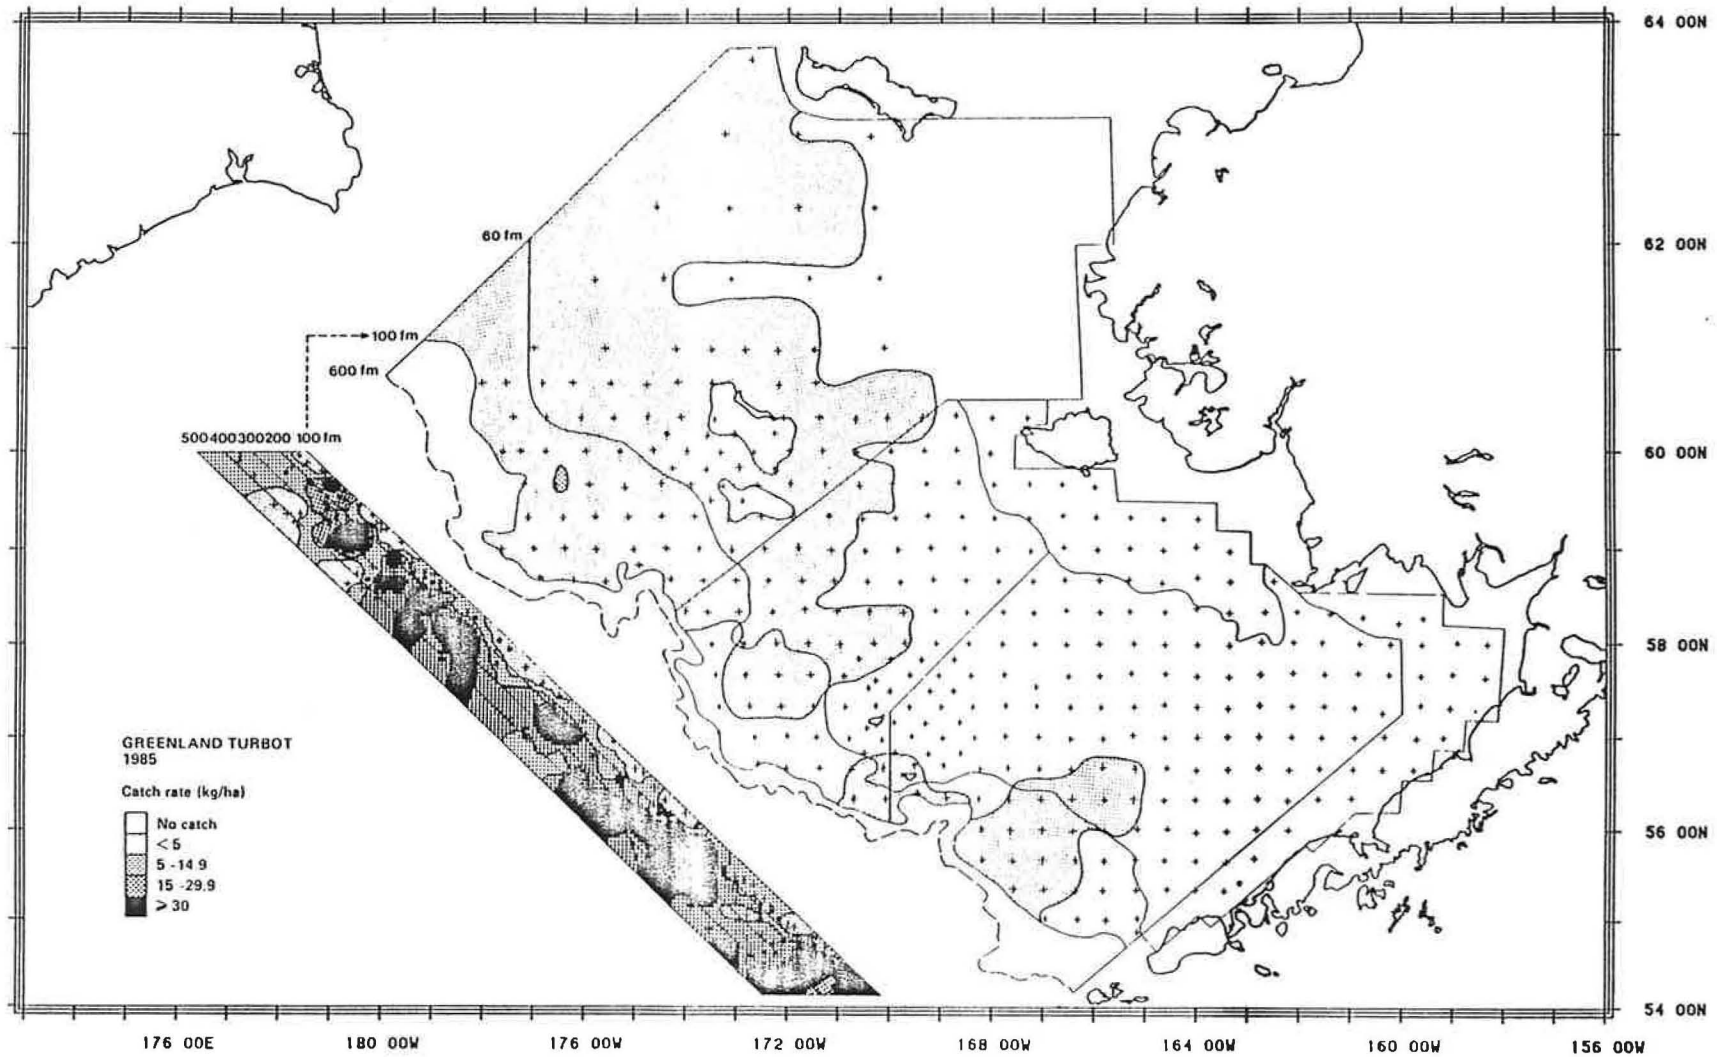 64 00N
60 fm
62 00N
100 fm
600 fm
500 400 300 200 100 fm
60 00N
58 00N
GREENLAND TURBOT
1985
Catch rate (kg/ha)
No catch
< 5
5 -14.9
15 -29.9
≥ 30
56 00N
54 00N
176 00E 180 00W 176 00W 172 00W 168 00W 164 00W 160 00W 156 00W